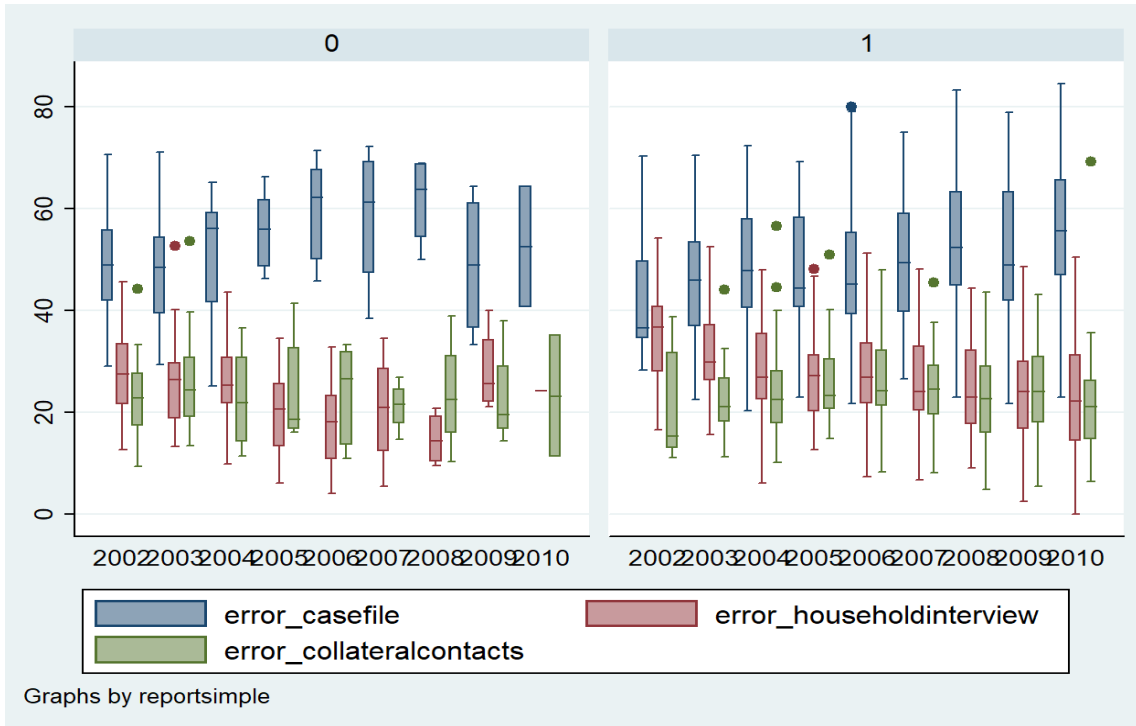 0 1
80
60
40
20
0
2002 2003 2004 2005 2006 2007 2008 2009 2010 2002 2003 2004 2005 2006 2007 2008 2009 2010
error_casefile error_householdinterview
error_collateralcontacts
Graphs by reportsimple